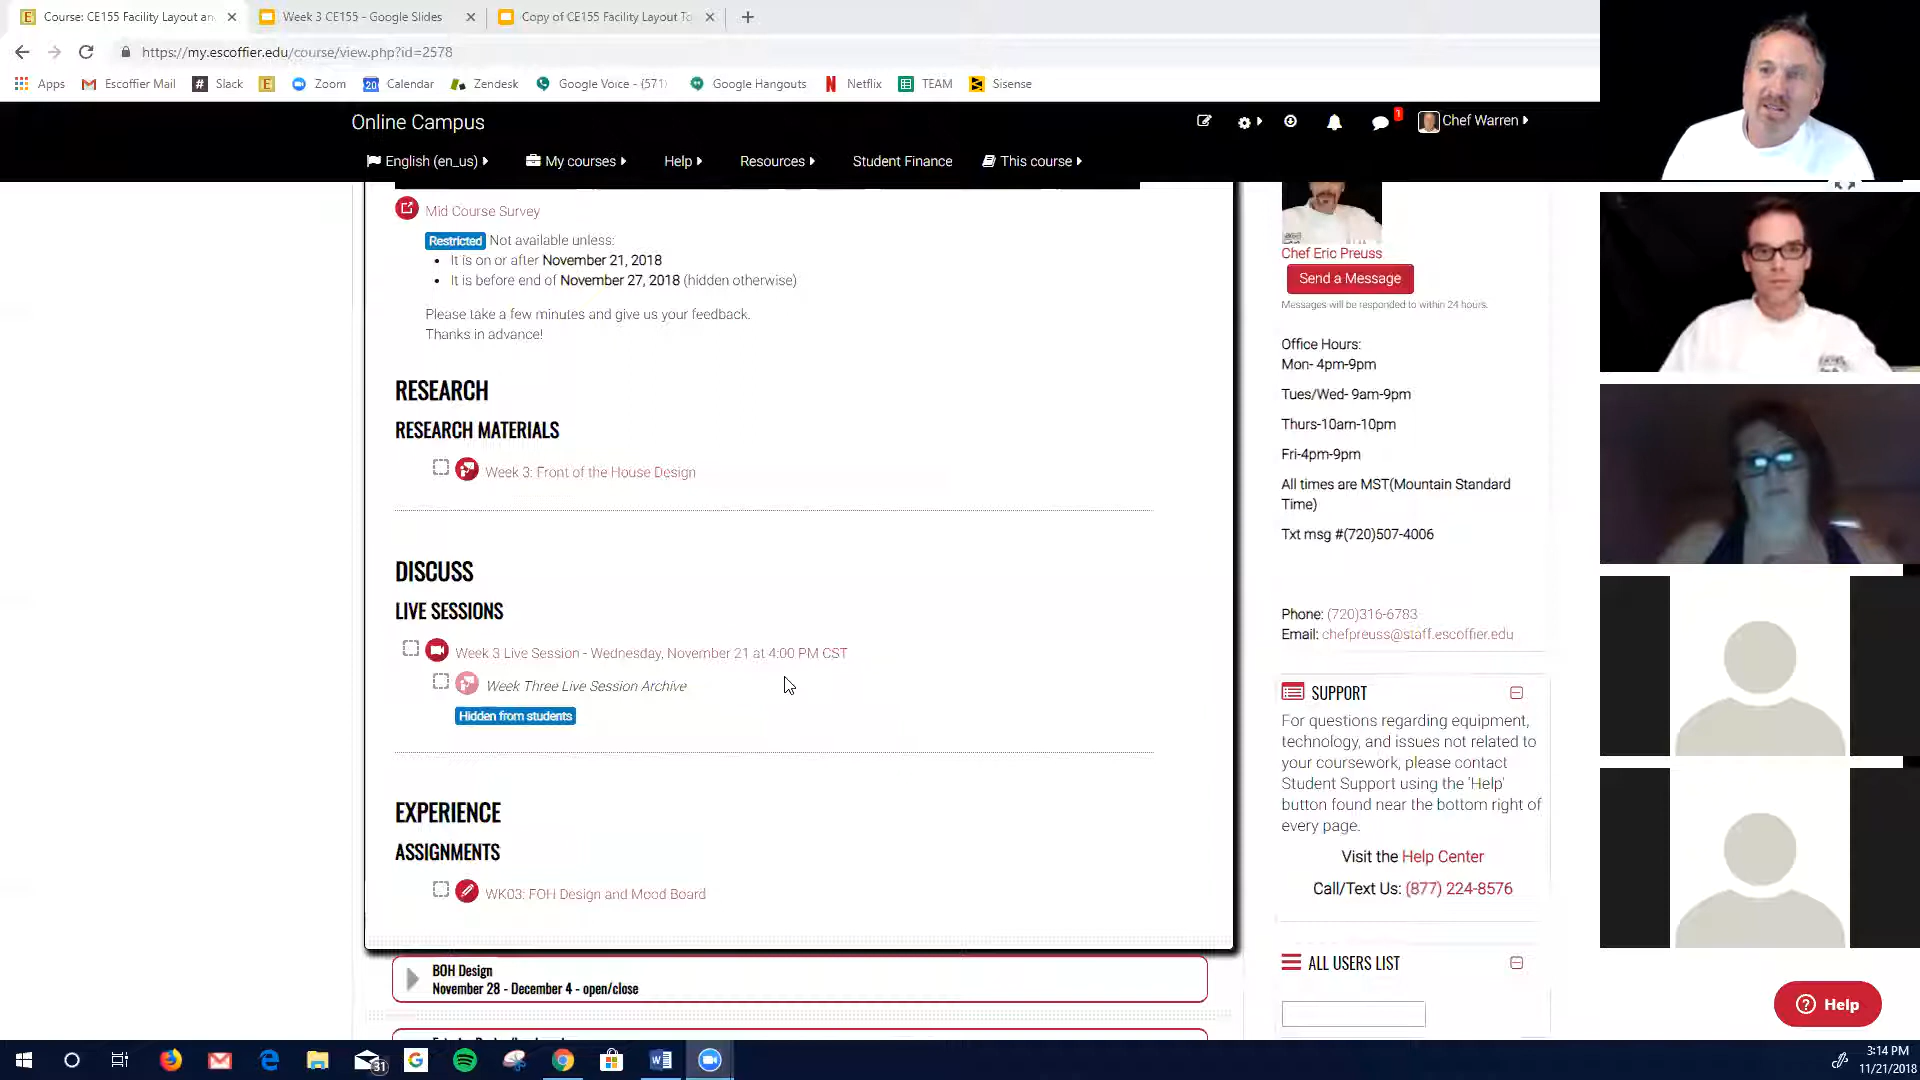 Course: CE155 Facility Layout an
Week 3 CE155 - Google Slides
Copy of CE155 Facility Layout To
https://my.escoffier.edu/course/view.php?id=2578
Apps
Escoffier Mail
Slack
Zoom
Calendar
Zendesk
Google Voice - (571)
Google Hangouts
Netflix
TEAM
Sisense
Online Campus
1
Chef Warren
English (en_us)
My courses
Help
Resources
Student Finance
This course
Mid Course Survey
Restricted Not available unless:
It is on or after November 21, 2018
It is before end of November 27, 2018 (hidden otherwise)
Please take a few minutes and give us your feedback.
Thanks in advance!
RESEARCH
RESEARCH MATERIALS
Week 3: Front of the House Design
DISCUSS
LIVE SESSIONS
Week 3 Live Session - Wednesday, November 21 at 4:00 PM CST
Week Three Live Session Archive
Hidden from students
EXPERIENCE
ASSIGNMENTS
WK03: FOH Design and Mood Board
BOH Design
November 28 - December 4 - open/close
Chef Eric Preuss
Send a Message
Messages will be responded to within 24 hours.
Office Hours:
Mon- 4pm-9pm
Tues/Wed- 9am-9pm
Thurs-10am-10pm
Fri-4pm-9pm
All times are MST(Mountain Standard
Time)
Txt msg #(720)507-4006
Phone: (720)316-6783
Email: chefpreuss@staff.escoffier.edu
SUPPORT
For questions regarding equipment,
technology, and issues not related to
your coursework, please contact
Student Support using the 'Help'
button found near the bottom right of
every page.
Visit the Help Center
Call/Text Us: (877) 224-8576
ALL USERS LIST
Help
31
3:14 PM
11/21/2018